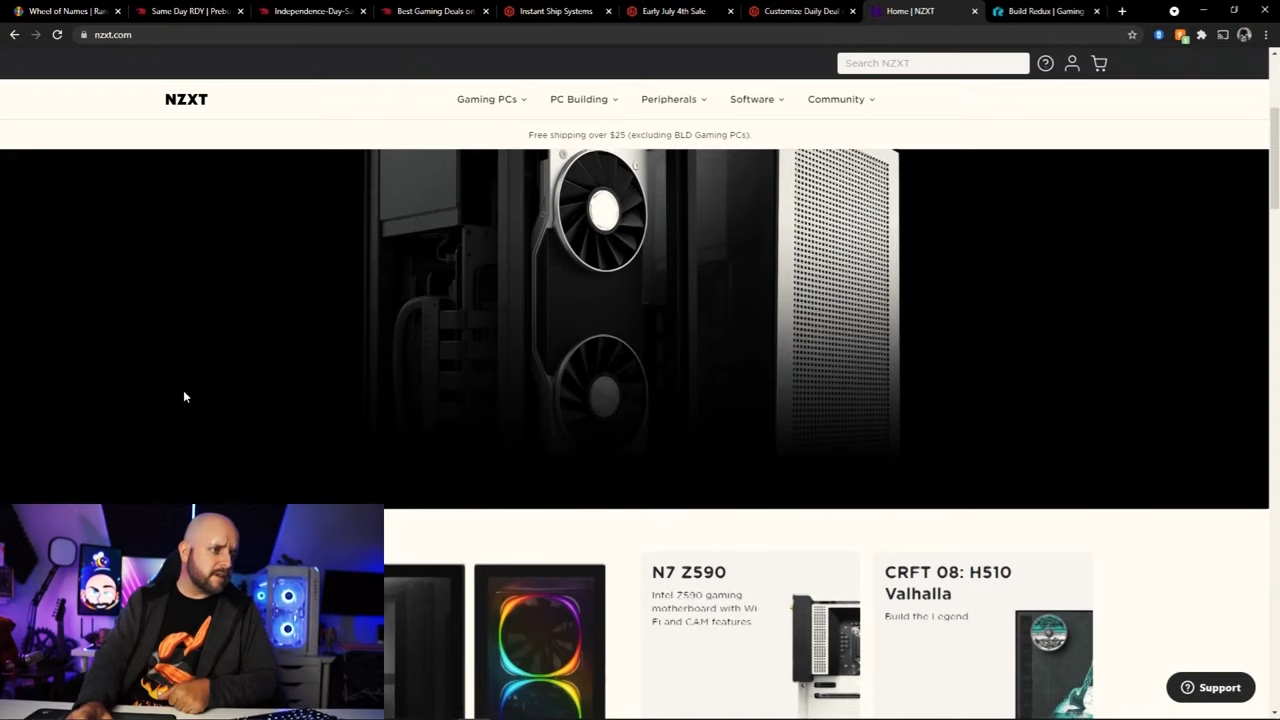 Wheel of Names | Ran
Same Day RDY | Preb
Independence-Day-Sa
Best Gaming Deals on
Instant Ship Systems
Early July 4th Sale
Customize Daily Deal
Home | NZXT
Build Redux | Gaming
nzxt.com
Search NZXT
NZXT
Gaming PCs
PC Building
Peripherals
Software
Community
Free shipping over $25 (excluding BLD Gaming PCs).
N7 Z590
Intel Z590 gaming
motherboard with Wi
Fi and CAM features
CRFT 08: H510
Valhalla
Build the Legend
Support